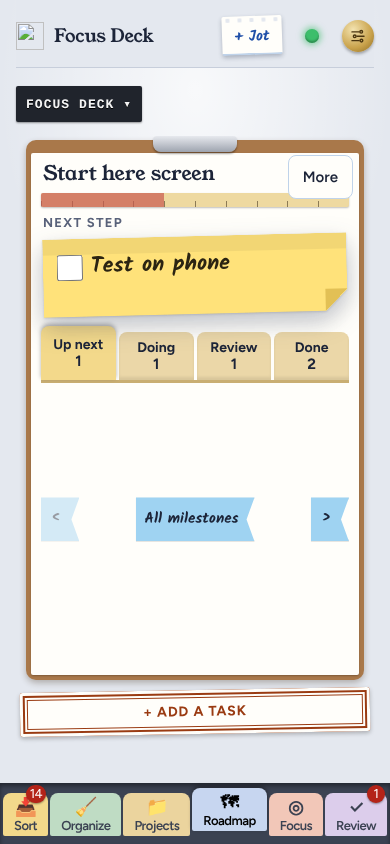 Focus Deck
+ Jot
FOCUS DECK ▾
Start here screen
More
NEXT STEP
Test on phone
Up next
1
Doing
1
Review
1
Done
2
<
All milestones
>
+ ADD A TASK
14
Sort
Organize
Projects
Roadmap
Focus
1
Review